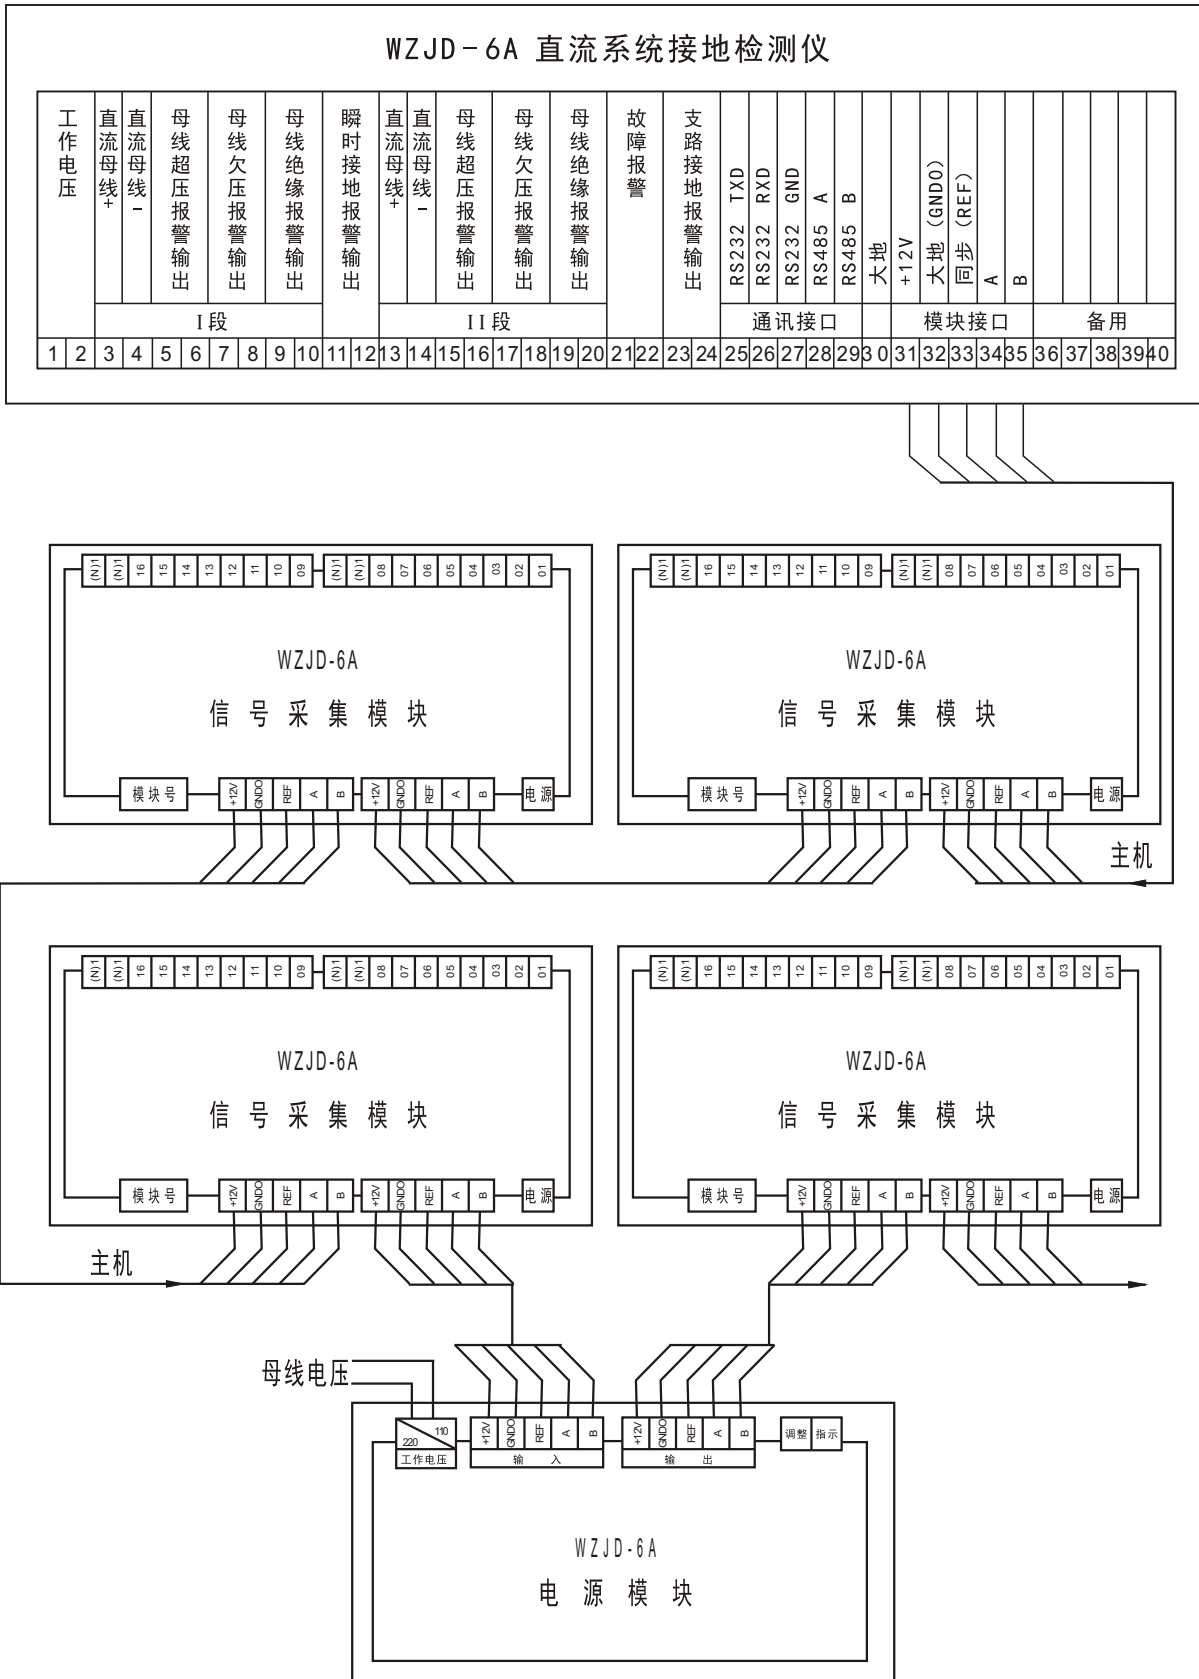 WZJD-6A 直流系统接地检测仪
工作电压
直流母线+
直流母线-
母线超压报警输出
母线欠压报警输出
母线绝缘报警输出
瞬时接地报警输出
直流母线+
直流母线-
母线超压报警输出
母线欠压报警输出
母线绝缘报警输出
故障报警
支路接地报警输出
RS232 TXD
RS232 RXD
RS232 GND
RS485 A
RS485 B
大地
+12V
大地 (GNDO)
同步 (REF)
A
B
I段 II段 通讯接口 模块接口 备用
1 2 3 4 5 6 7 8 9 10 11 12 13 14 15 16 17 18 19 20 21 22 23 24 25 26 27 28 29 30 31 32 33 34 35 36 37 38 39 40
(N)1 (N)1 16 15 14 13 12 11 10 09 (N)1 (N)1 08 07 06 05 04 03 02 01
WZJD-6A
信号采集模块
模块号 +12V GNDO REF A B +12V GNDO REF A B 电源
(N)1 (N)1 16 15 14 13 12 11 10 09 (N)1 (N)1 08 07 06 05 04 03 02 01
WZJD-6A
信号采集模块
模块号 +12V GNDO REF A B +12V GNDO REF A B 电源
主机
(N)1 (N)1 16 15 14 13 12 11 10 09 (N)1 (N)1 08 07 06 05 04 03 02 01
WZJD-6A
信号采集模块
模块号 +12V GNDO REF A B +12V GNDO REF A B 电源
主机
(N)1 (N)1 16 15 14 13 12 11 10 09 (N)1 (N)1 08 07 06 05 04 03 02 01
WZJD-6A
信号采集模块
模块号 +12V GNDO REF A B +12V GNDO REF A B 电源
母线电压
110
220
工作电压
+12V GNDO REF A B
输入
+12V GNDO REF A B
输出
调整 指示
WZJD-6A
电源模块